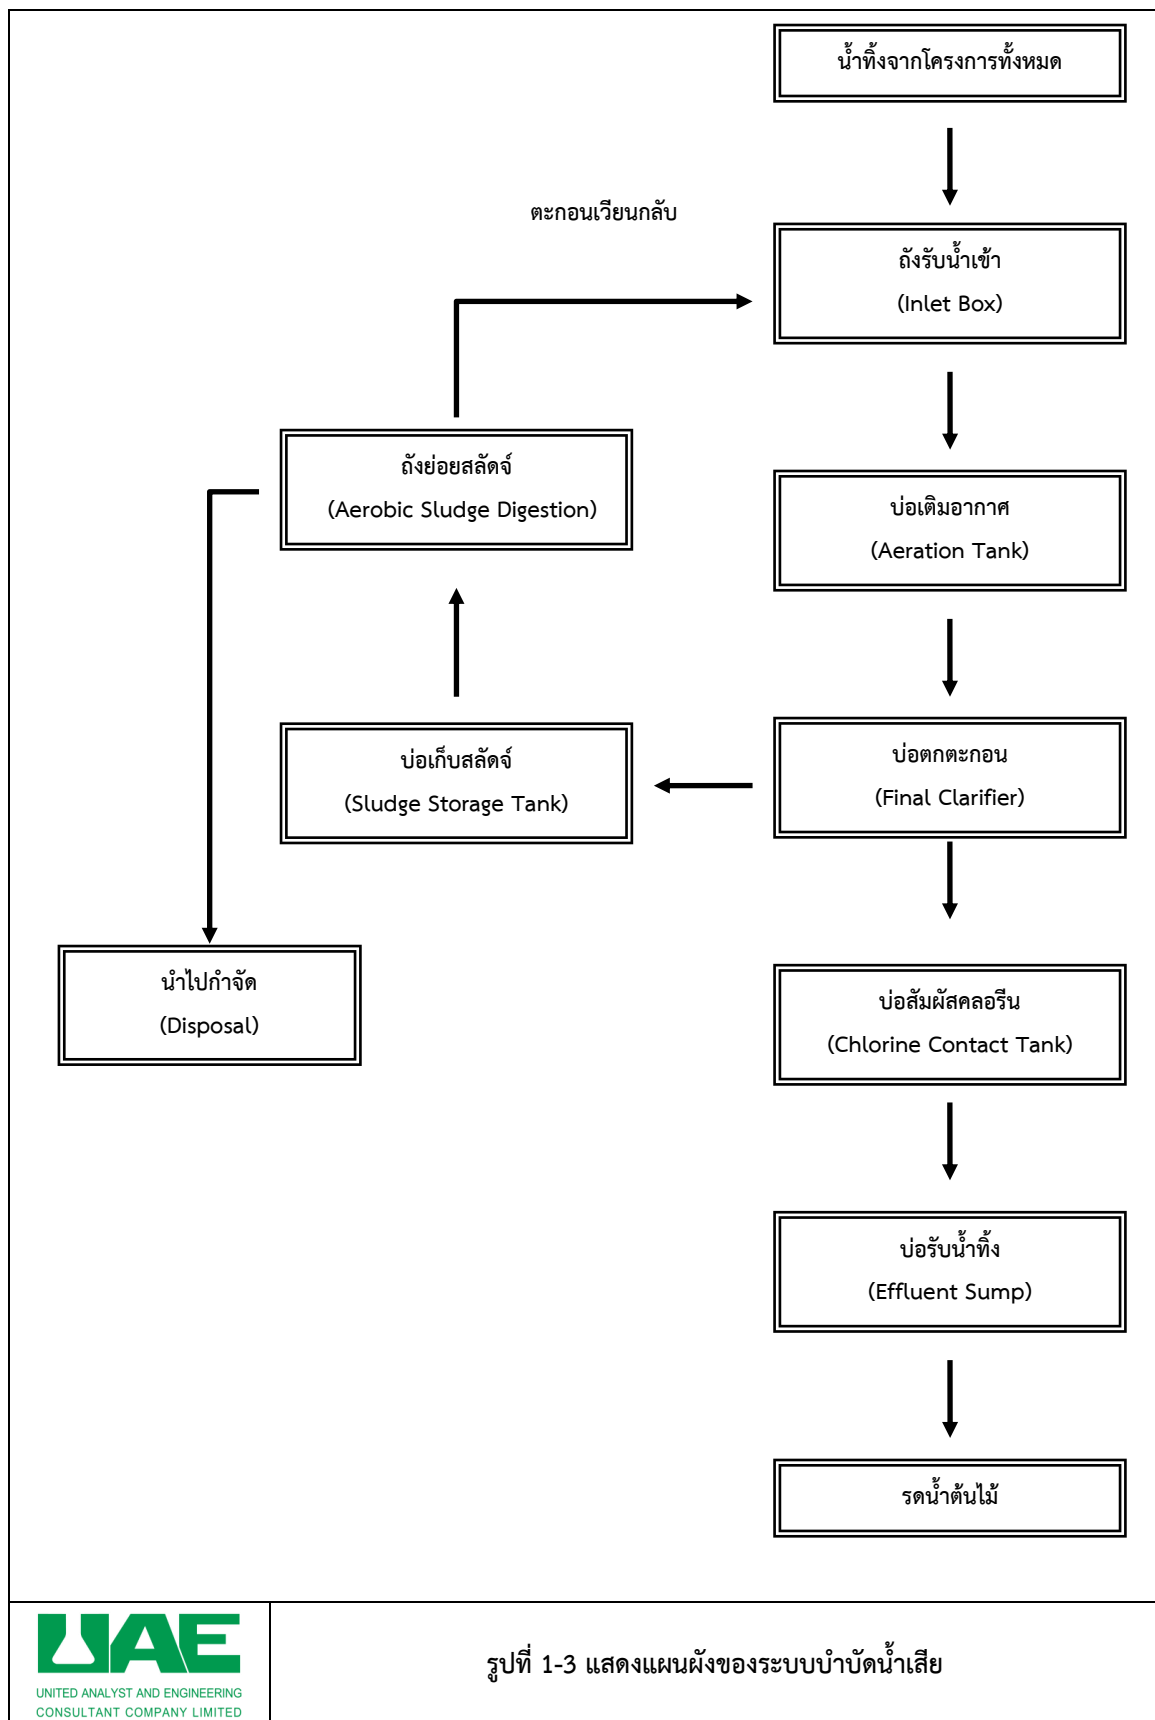 น้ำทิ้งจากโครงการทั้งหมด
ตะกอนเวียนกลับ
ถังรับน้ำเข้า
(Inlet Box)
ถังย่อยสลัดจ์
(Aerobic Sludge Digestion)
บ่อเติมอากาศ
(Aeration Tank)
บ่อเก็บสลัดจ์
(Sludge Storage Tank)
บ่อตกตะกอน
(Final Clarifier)
นำไปกำจัด
(Disposal)
บ่อสัมผัสคลอรีน
(Chlorine Contact Tank)
บ่อรับน้ำทิ้ง
(Effluent Sump)
รดน้ำต้นไม้
UAE
UNITED ANALYST AND ENGINEERING
CONSULTANT COMPANY LIMITED
รูปที่ 1-3 แสดงแผนผังของระบบบำบัดน้ำเสีย